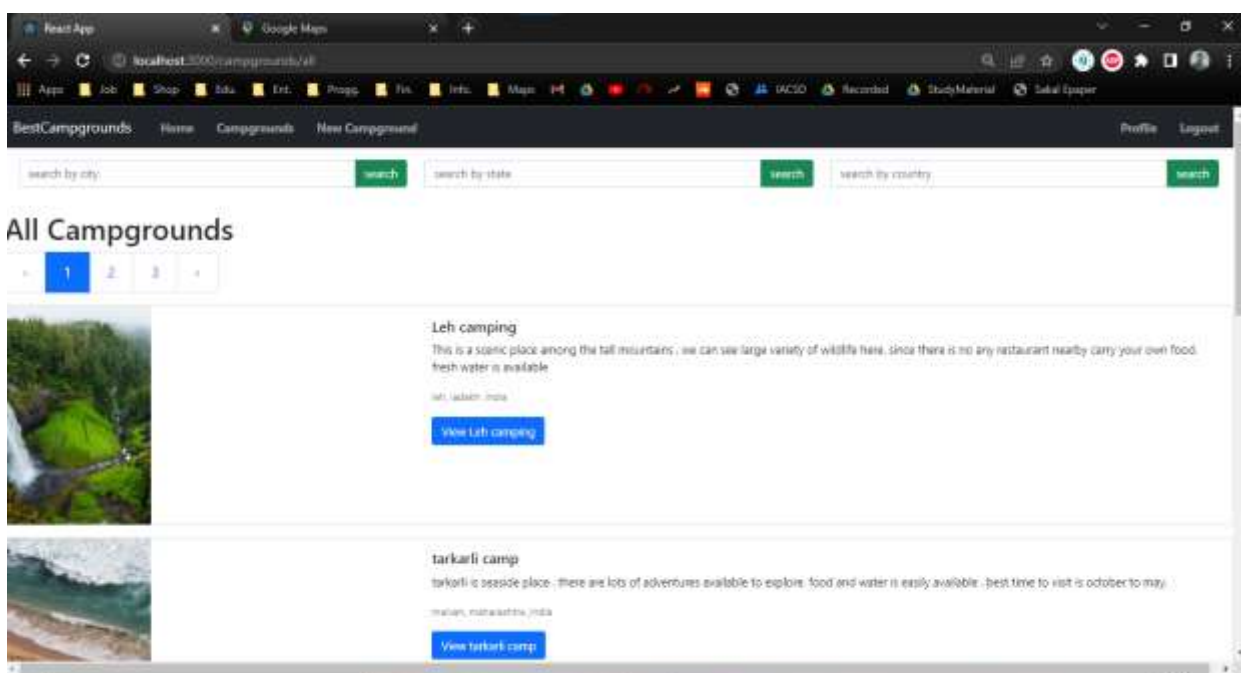 React App
Google Maps
localhost:3000/campgrounds/all
Apps Job Shop Edu. Ent. Progg. Fin. Info. Maps IACSD Recorded StudyMaterial Sakal Epaper
BestCampgrounds Home Campgrounds New Campground Profile Logout
search by city search search by state search search by country search
All Campgrounds
1 2 3
Leh camping
This is a scenic place among the tall mountains . we can see large variety of wildlife here. since there is no any restaurant nearby carry your own food.
fresh water is available
leh, ladakh ,india
View Leh camping
tarkarli camp
tarkarli is seaside place . there are lots of adventures available to explore. food and water is easily available . best time to visit is october to may.
malvan, maharashtra ,india
View tarkarli camp